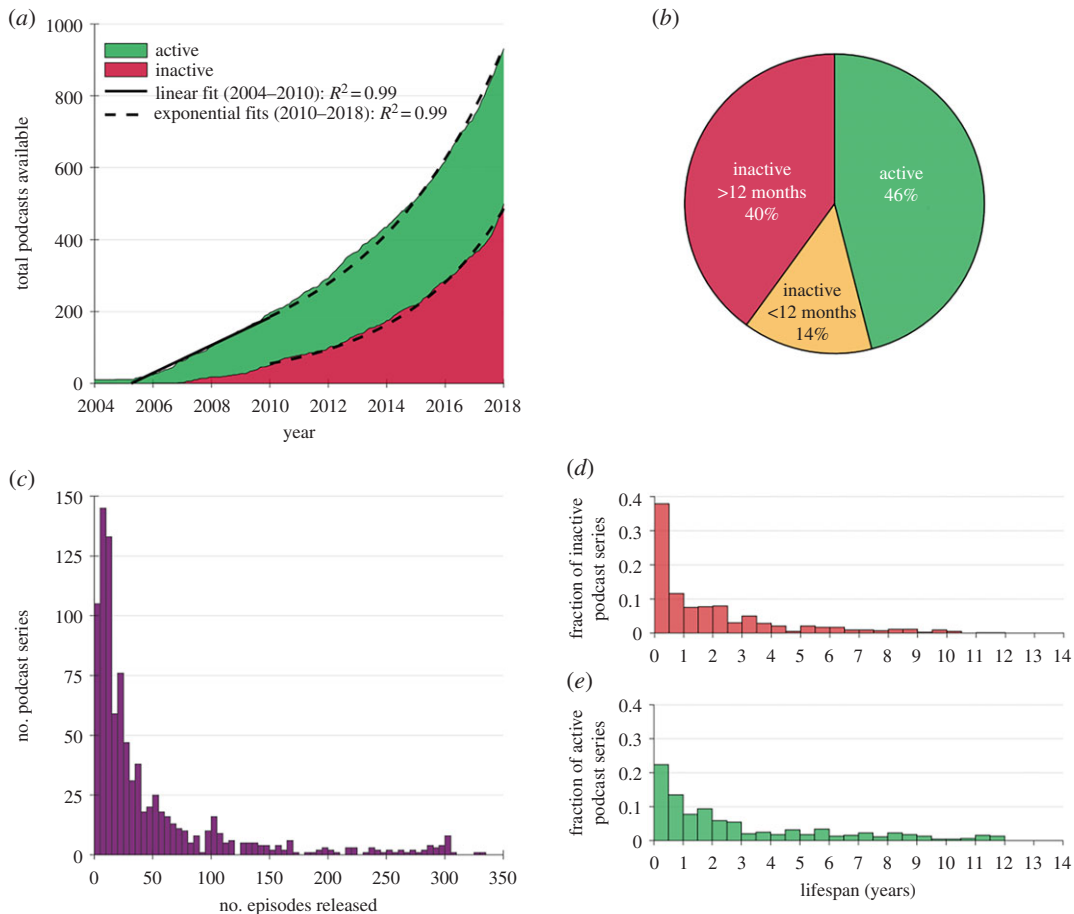 (a)
1000
800
600
400
200
0
total podcasts available
active
inactive
linear fit (2004–2010): R² = 0.99
exponential fits (2010–2018): R² = 0.99
2004 2006 2008 2010 2012 2014 2016 2018
year
(b)
inactive
>12 months
40%
active
46%
inactive
<12 months
14%
(c)
150
125
100
75
50
25
0
no. podcast series
0 50 100 150 200 250 300 350
no. episodes released
(d)
0.4
0.3
0.2
0.1
0
fraction of inactive
podcast series
0 1 2 3 4 5 6 7 8 9 10 11 12 13 14
(e)
0.4
0.3
0.2
0.1
0
fraction of active
podcast series
0 1 2 3 4 5 6 7 8 9 10 11 12 13 14
lifespan (years)